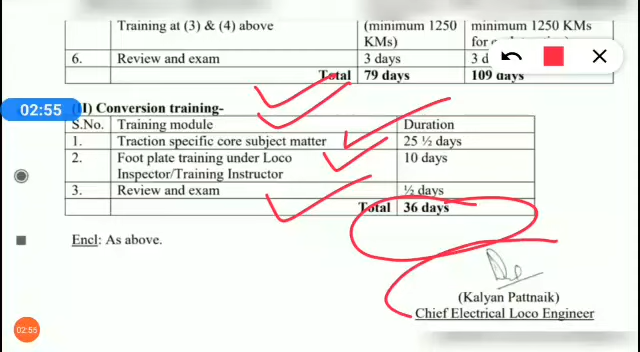 Training at (3) & (4) above (minimum 1250 KMs) minimum 1250 KMs for
6. Review and exam 3 days 3 d
Total 79 days 109 days
(II) Conversion training-
S.No. Training module Duration
1. Traction specific core subject matter 25 ½ days
2. Foot plate training under Loco Inspector/Training Instructor 10 days
3. Review and exam ½ days
Total 36 days
Encl: As above.
(Kalyan Pattnaik)
Chief Electrical Loco Engineer
02:55
02:56